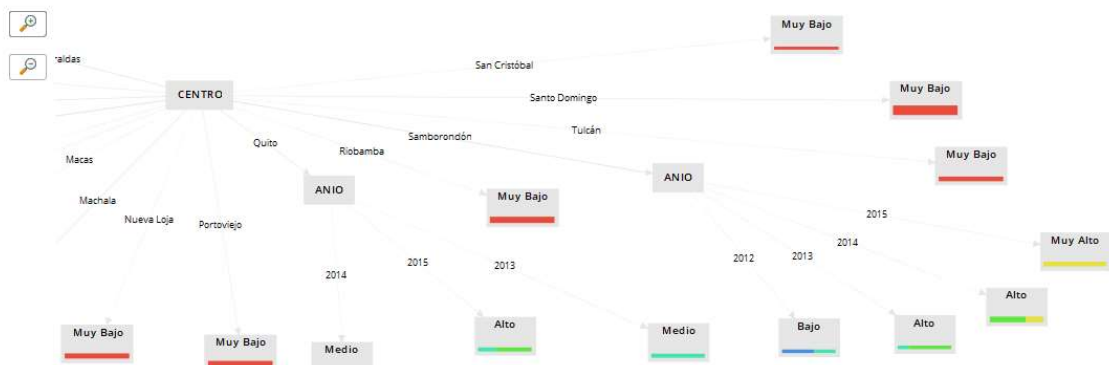 Muy Bajo
San Cristóbal
CENTRO
Santo Domingo
Muy Bajo
Tulcán
Samborondón
Quito
Riobamba
Muy Bajo
Macas
ANIO
ANIO
Muy Bajo
Machala
Nueva Loja
Portoviejo
2015
Muy Alto
2014
2012
2013
2014
2015
2013
Alto
Muy Bajo
Muy Bajo
Medio
Alto
Medio
Bajo
Alto